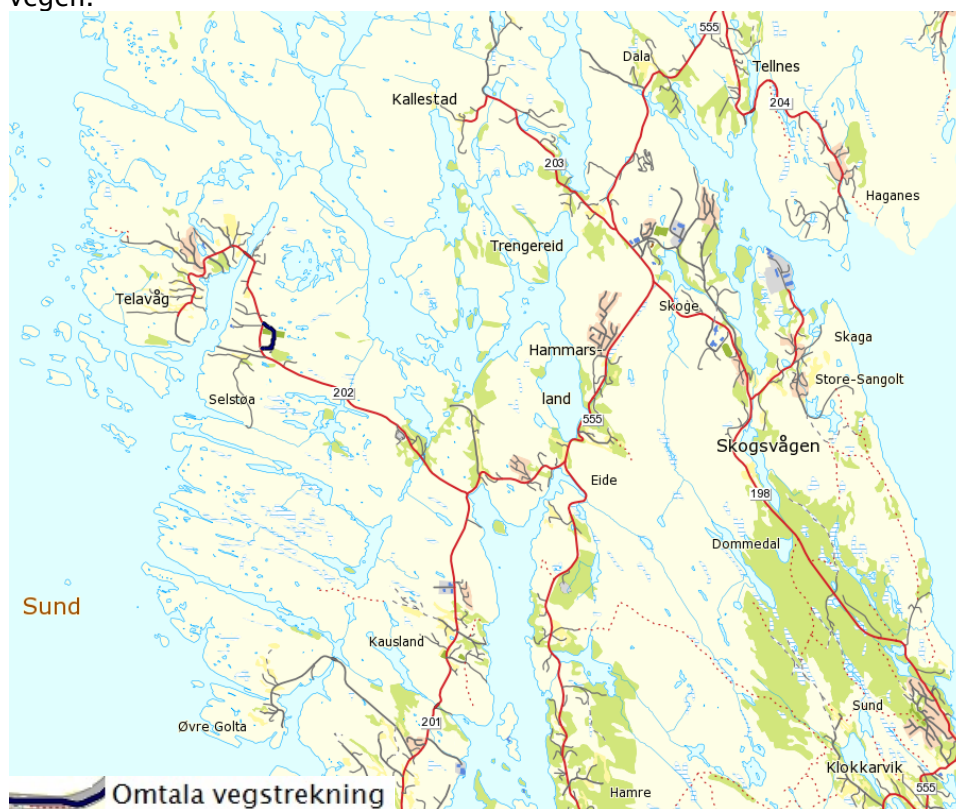 vegen.
555
Dala
Tellnes
Kallestad
204
203
Haganes
Trengereid
Telavåg
Skoge
Skaga
Hammars-
land
Store-Sangolt
Selstøa
202
555
Skogsvågen
Eide
198
Dommedal
Sund
Kausland
Øvre Golta
201
Sund
Klokkarvik
555
Hamre
Omtala vegstrekning